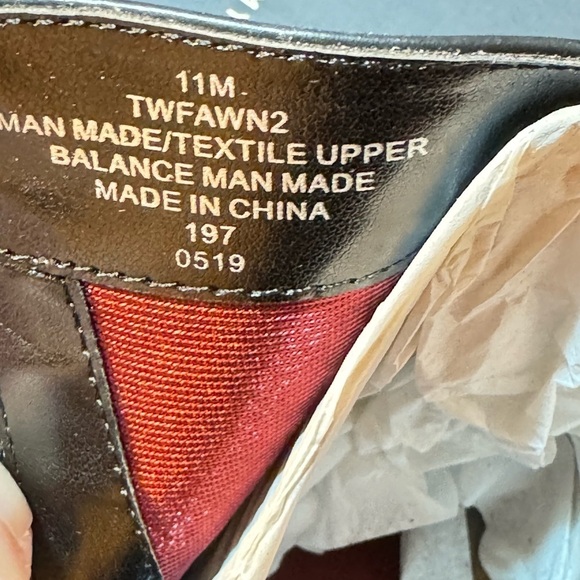 11M
TWFAWN2
MAN MADE/TEXTILE UPPER
BALANCE MAN MADE
MADE IN CHINA
197
0519